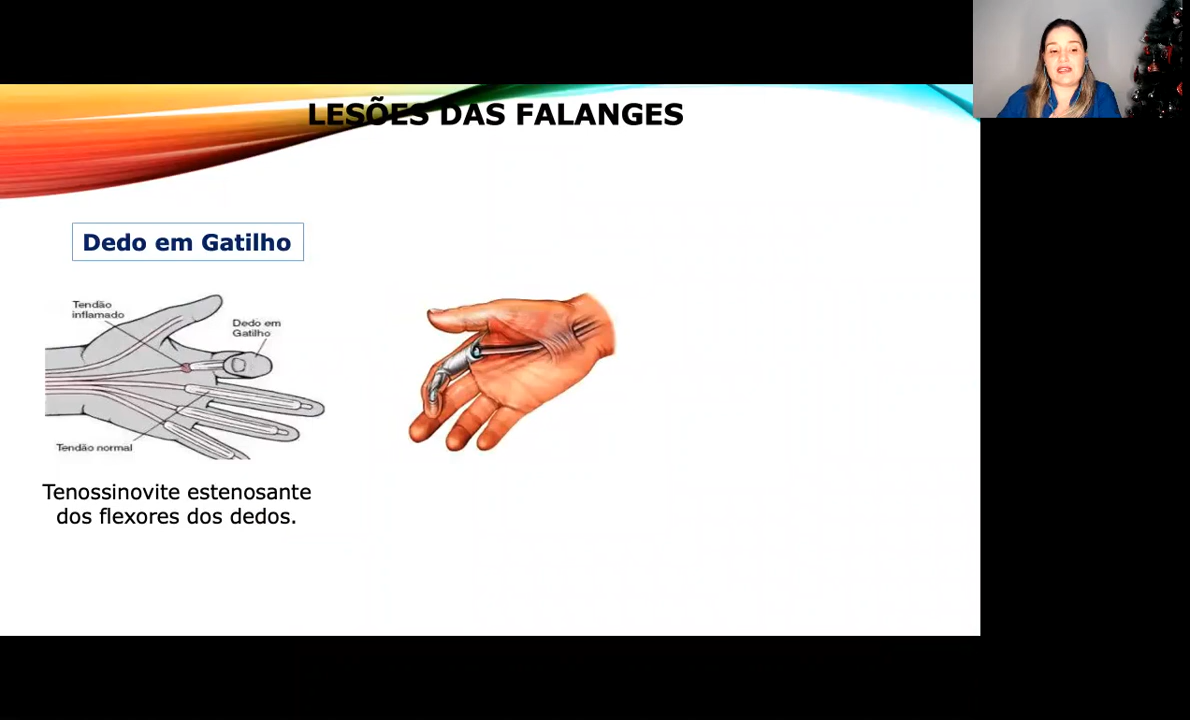 LESÕES DAS FALANGES
Dedo em Gatilho
Tendão
inflamado
Dedo em
Gatilho
Tendão normal
Tenossinovite estenosante
dos flexores dos dedos.